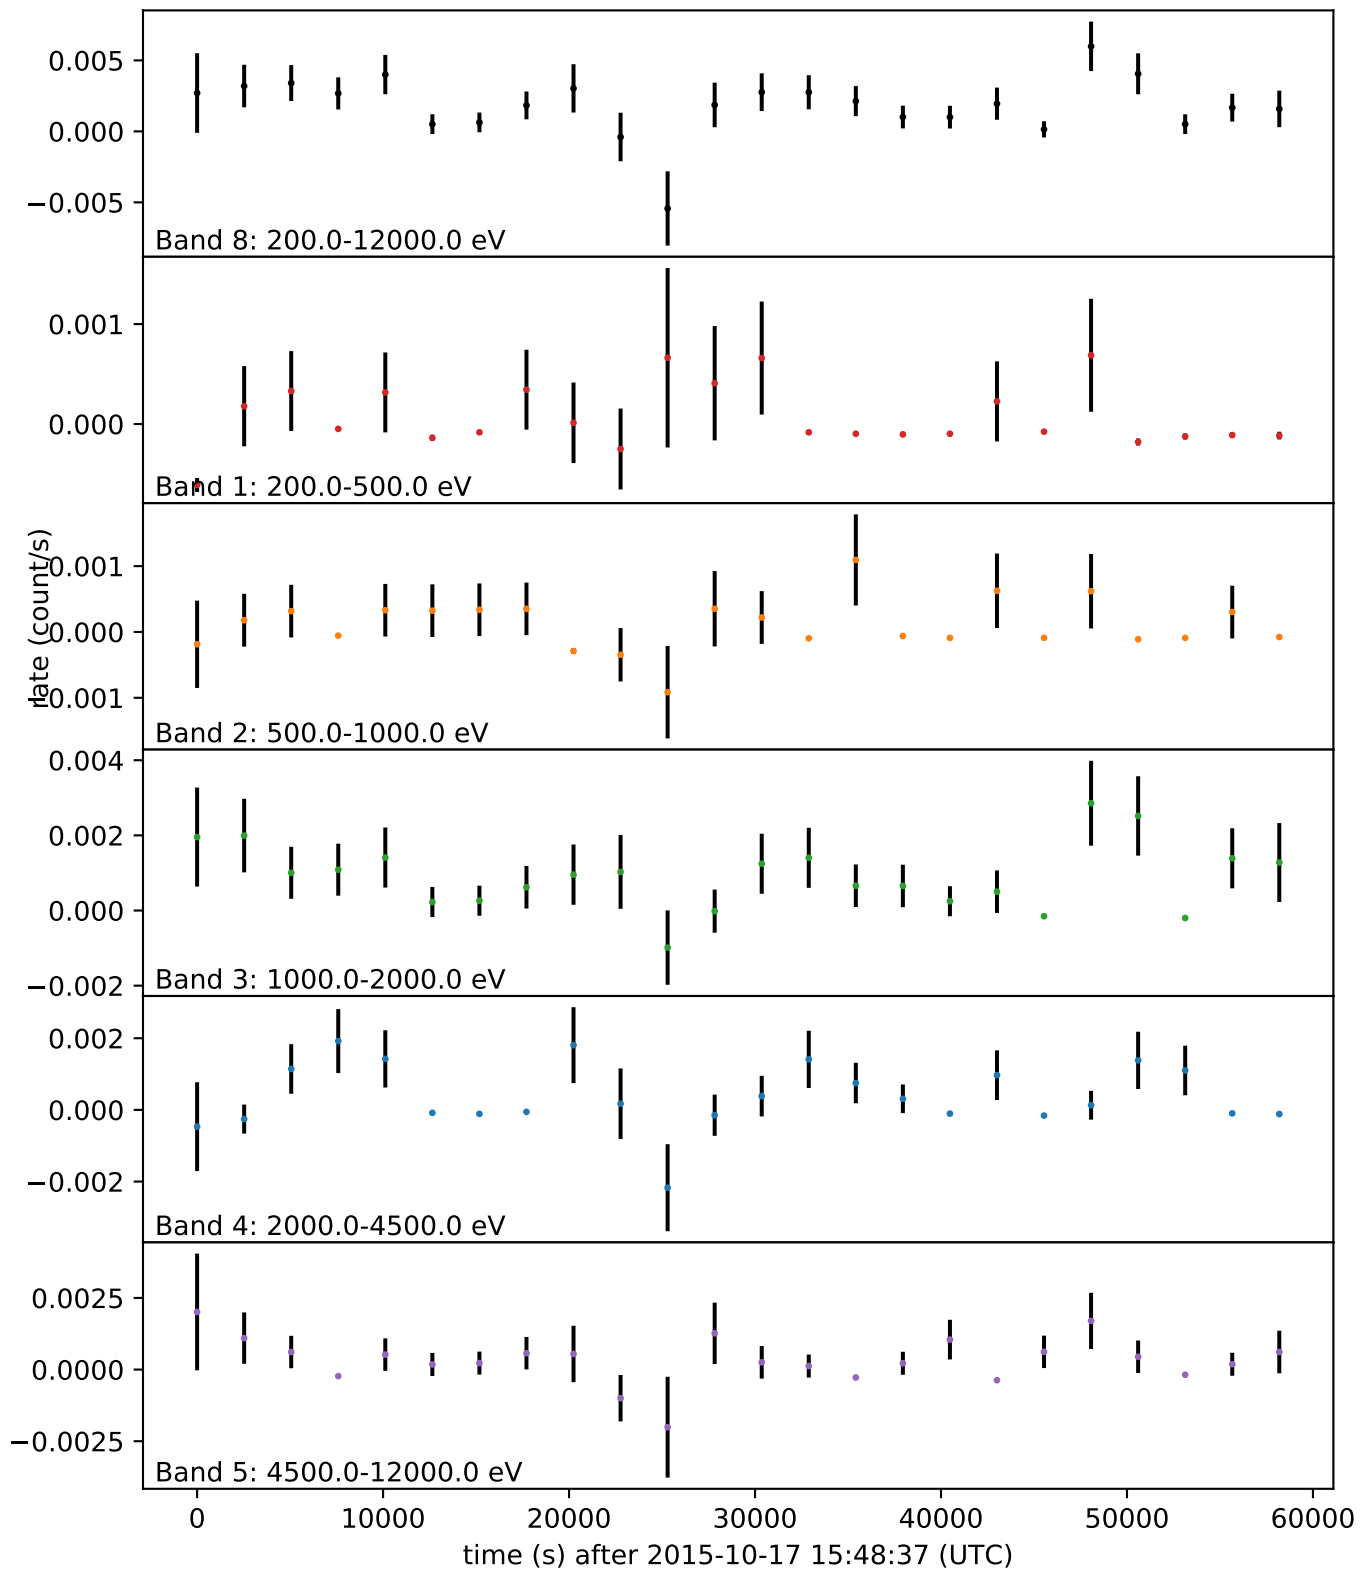 0.005
0.000
−0.005
Band 8: 200.0-12000.0 eV
0.001
0.000
Band 1: 200.0-500.0 eV
rate (count/s)
0.001
0.000
−0.001
Band 2: 500.0-1000.0 eV
0.004
0.002
0.000
−0.002
Band 3: 1000.0-2000.0 eV
0.002
0.000
−0.002
Band 4: 2000.0-4500.0 eV
0.0025
0.0000
−0.0025
Band 5: 4500.0-12000.0 eV
0 10000 20000 30000 40000 50000 60000
time (s) after 2015-10-17 15:48:37 (UTC)